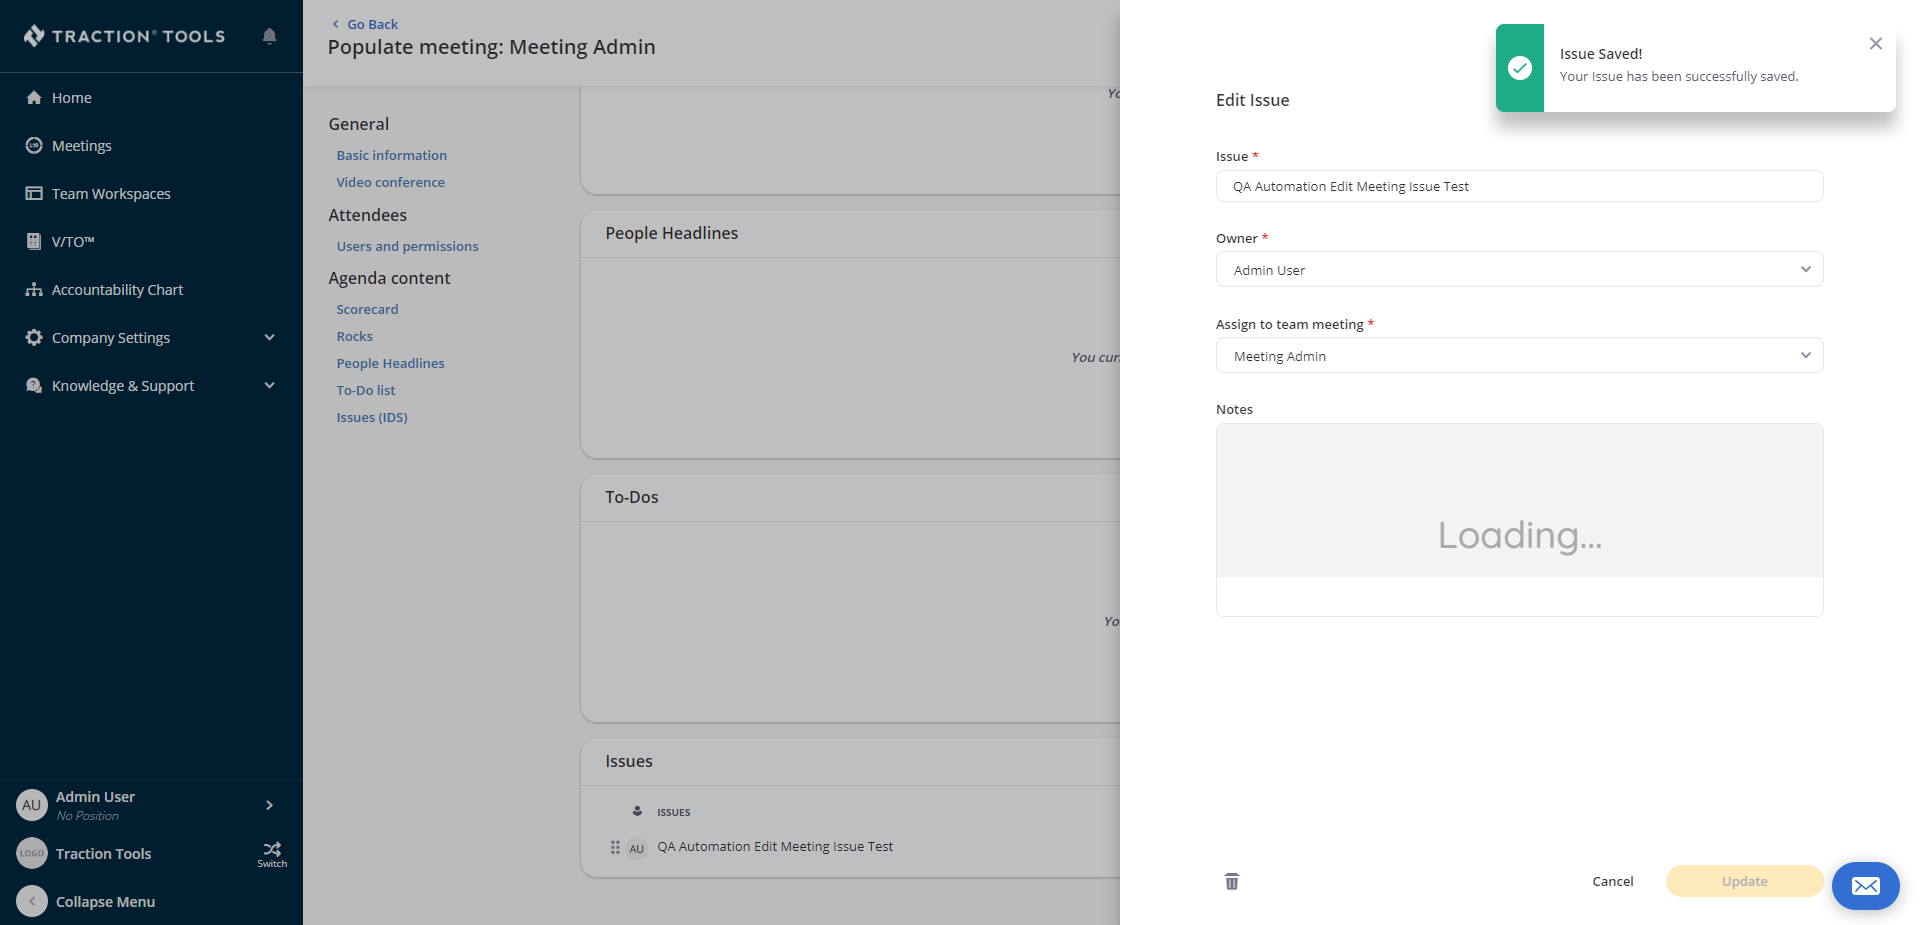 TRACTION® TOOLS
Home
Meetings
Team Workspaces
V/TO™
Accountability Chart
Company Settings
Knowledge & Support
AU
Admin User
No Position
LOGO
Traction Tools
Switch
Collapse Menu
Go Back
Populate meeting: Meeting Admin
General
Basic information
Video conference
Attendees
Users and permissions
Agenda content
Scorecard
Rocks
People Headlines
To-Do list
Issues (IDS)
People Headlines
You
To-Dos
Yo
Issues
ISSUES
AU
QA Automation Edit Meeting Issue Test
Issue Saved!
Your Issue has been successfully saved.
Edit Issue
Issue *
QA Automation Edit Meeting Issue Test
Owner *
Admin User
Assign to team meeting *
Meeting Admin
Notes
Loading...
Cancel
Update